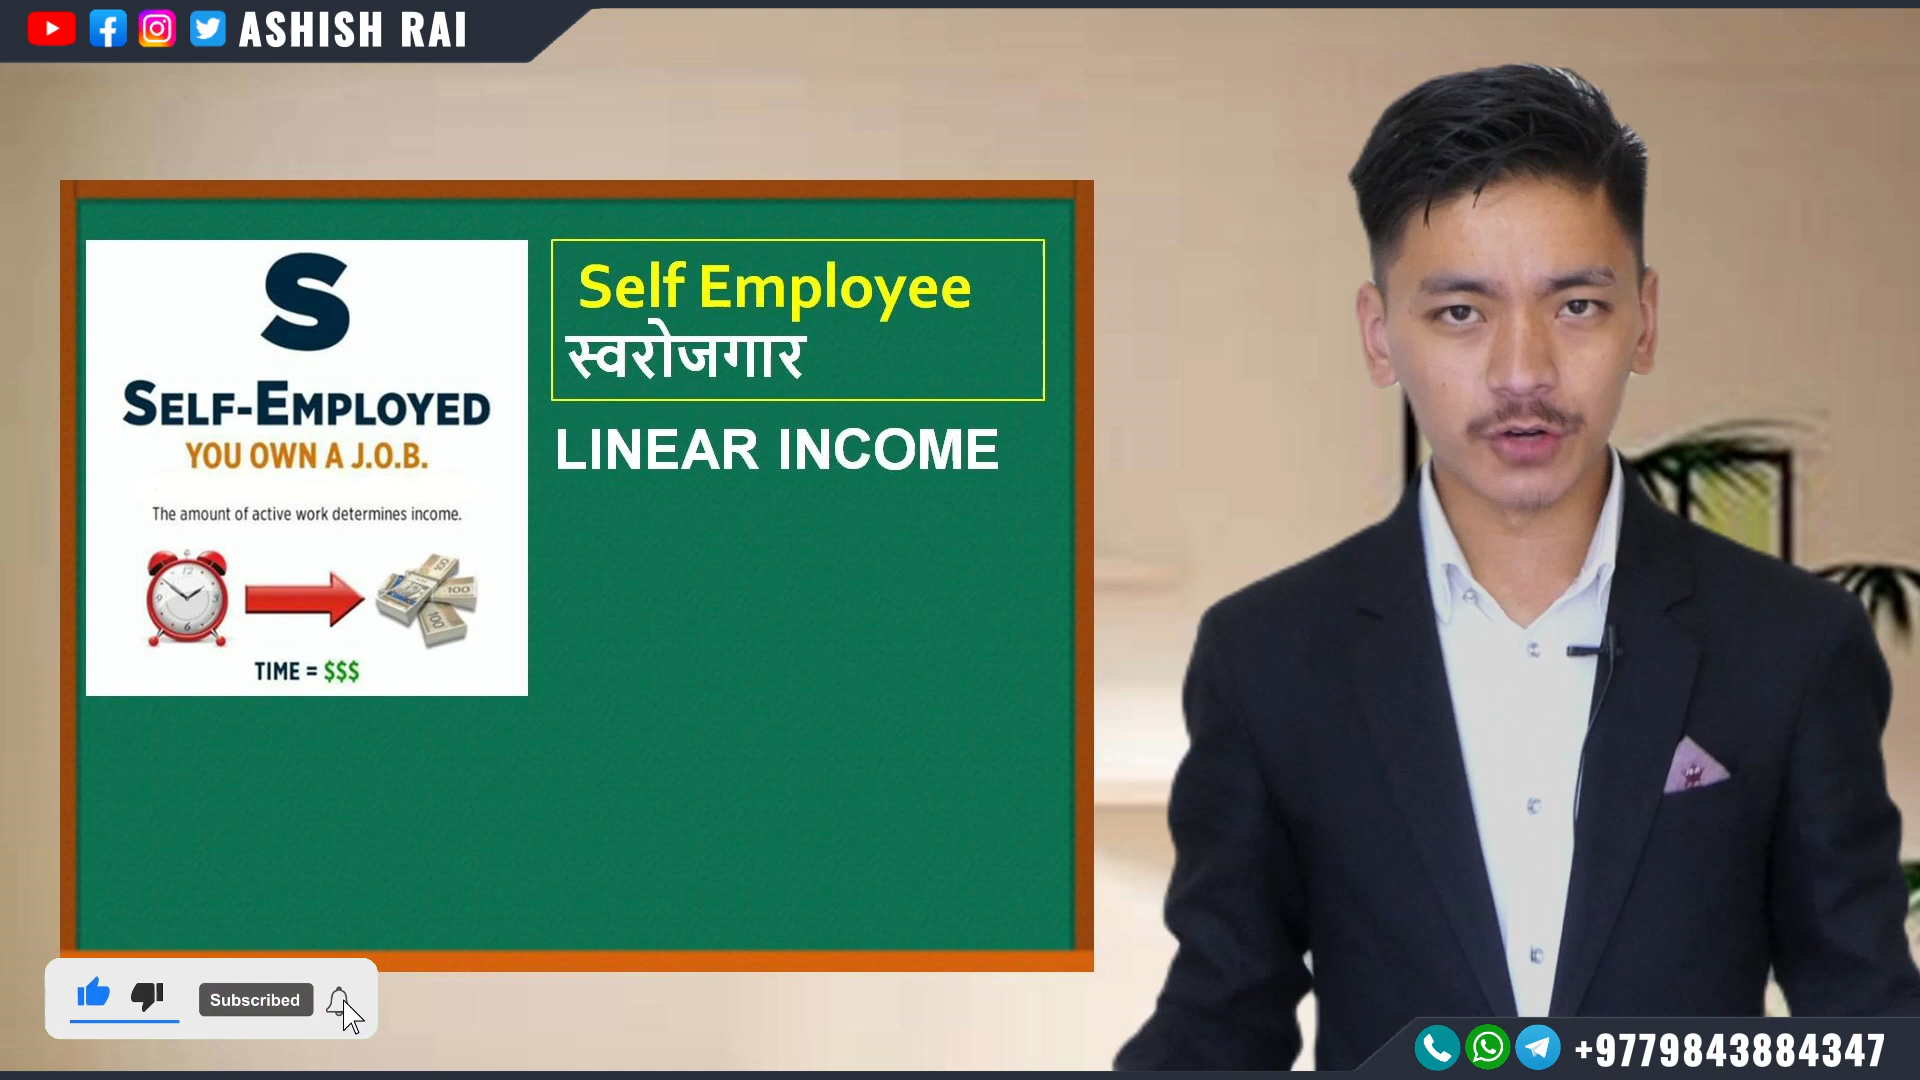 ASHISH RAI
S
SELF-EMPLOYED
YOU OWN A J.O.B.
The amount of active work determines income.
TIME = $$$
Self Employee
स्वरोजगार
LINEAR INCOME
Subscribed
+9779843884347